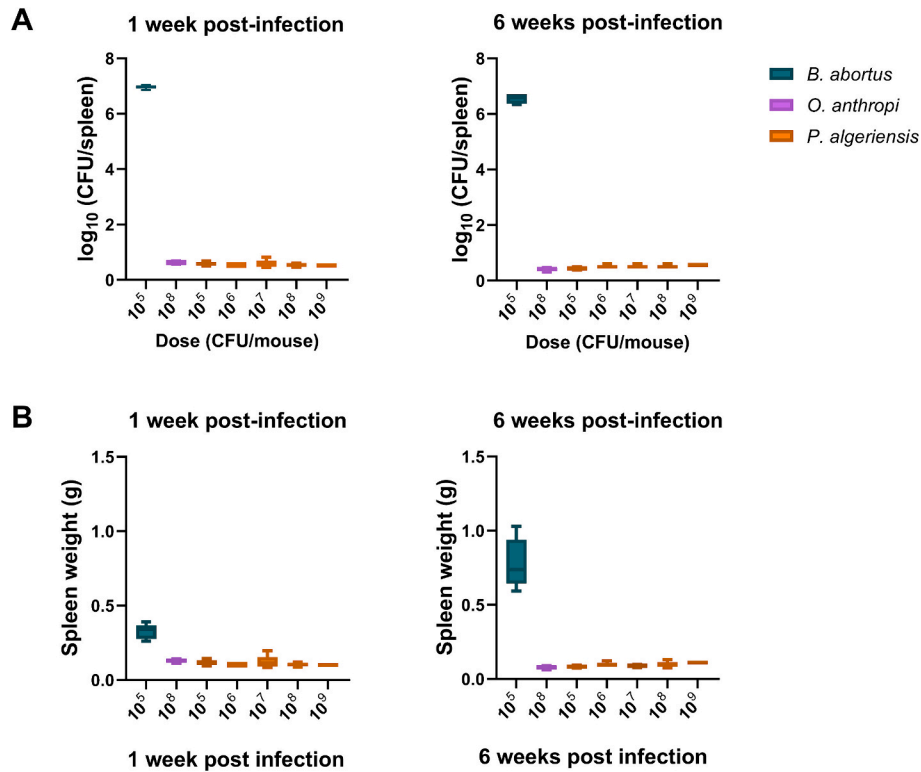 A
1 week post-infection
6 weeks post-infection
log10 (CFU/spleen)
8
6
4
2
0
10^5
10^8
10^5
10^6
10^7
10^8
10^9
Dose (CFU/mouse)
log10 (CFU/spleen)
8
6
4
2
0
10^5
10^8
10^5
10^6
10^7
10^8
10^9
Dose (CFU/mouse)
B. abortus
O. anthropi
P. algeriensis
B
1 week post-infection
6 weeks post-infection
Spleen weight (g)
1.5
1.0
0.5
0.0
10^5
10^8
10^5
10^6
10^7
10^8
10^9
1 week post infection
Spleen weight (g)
1.5
1.0
0.5
0.0
10^5
10^8
10^5
10^6
10^7
10^8
10^9
6 weeks post infection